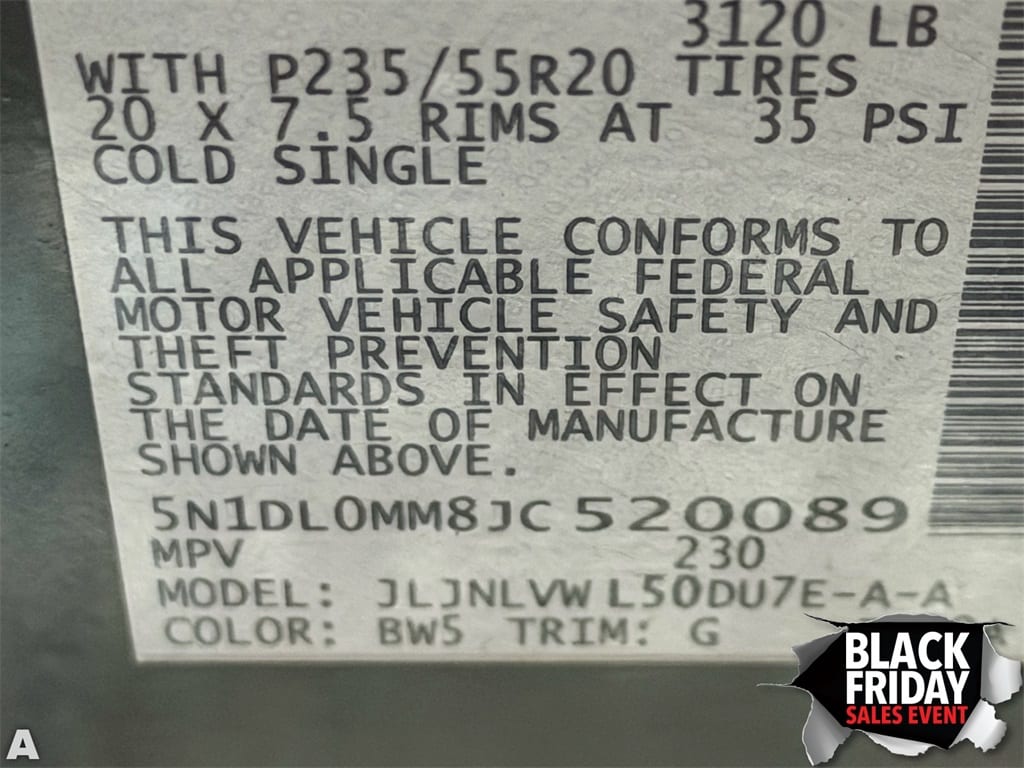 3120 LB
WITH P235/55R20 TIRES
20 X 7.5 RIMS AT 35 PSI
COLD SINGLE
THIS VEHICLE CONFORMS TO
ALL APPLICABLE FEDERAL
MOTOR VEHICLE SAFETY AND
THEFT PREVENTION
STANDARDS IN EFFECT ON
THE DATE OF MANUFACTURE
SHOWN ABOVE.
5N1DL0MM8JC520089
MPV 230
MODEL: JLJNLVW L50DU7E-A-A
COLOR: BW5 TRIM: G
BLACK
FRIDAY
SALES EVENT
A